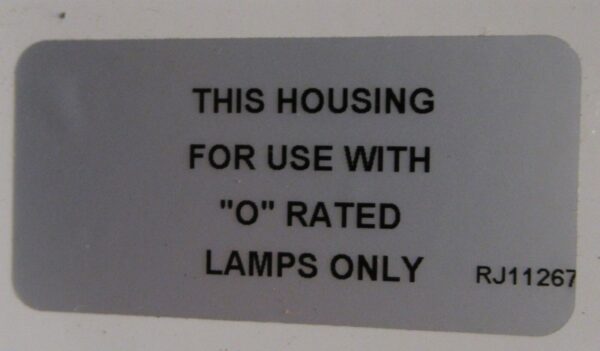 THIS HOUSING
FOR USE WITH
"O" RATED
LAMPS ONLY
RJ11267